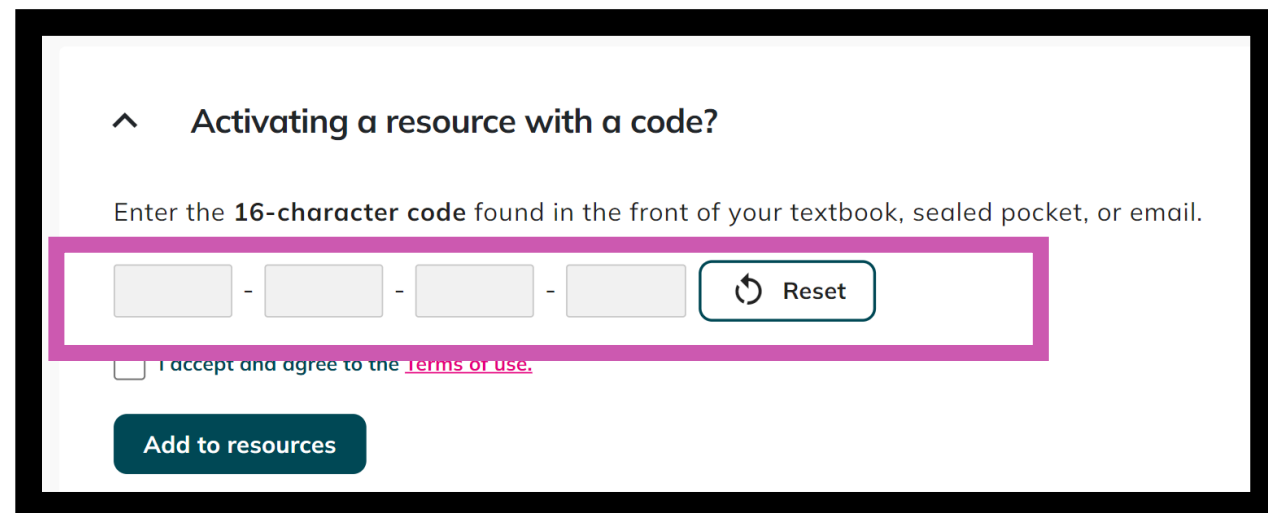 Activating a resource with a code?
Enter the 16-character code found in the front of your textbook, sealed pocket, or email.
- - - Reset
I accept and agree to the Terms of use.
Add to resources